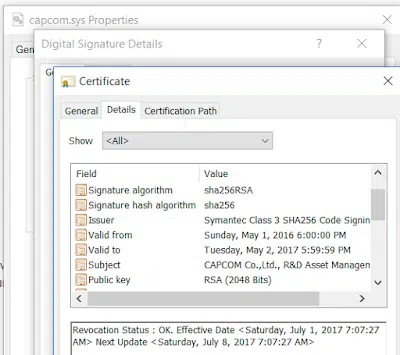 capcom.sys Properties
Digital Signature Details
?
Certificate
General Details Certification Path
Show <All>
Field Value
Signature algorithm sha256RSA
Signature hash algorithm sha256
Issuer Symantec Class 3 SHA256 Code Signin
Valid from Sunday, May 1, 2016 6:00:00 PM
Valid to Tuesday, May 2, 2017 5:59:59 PM
Subject CAPCOM Co.,Ltd., R&D Asset Managem
Public key RSA (2048 Bits)
Revocation Status : OK. Effective Date <Saturday, July 1, 2017 7:07:27
AM> Next Update <Saturday, July 8, 2017 7:07:27 AM>